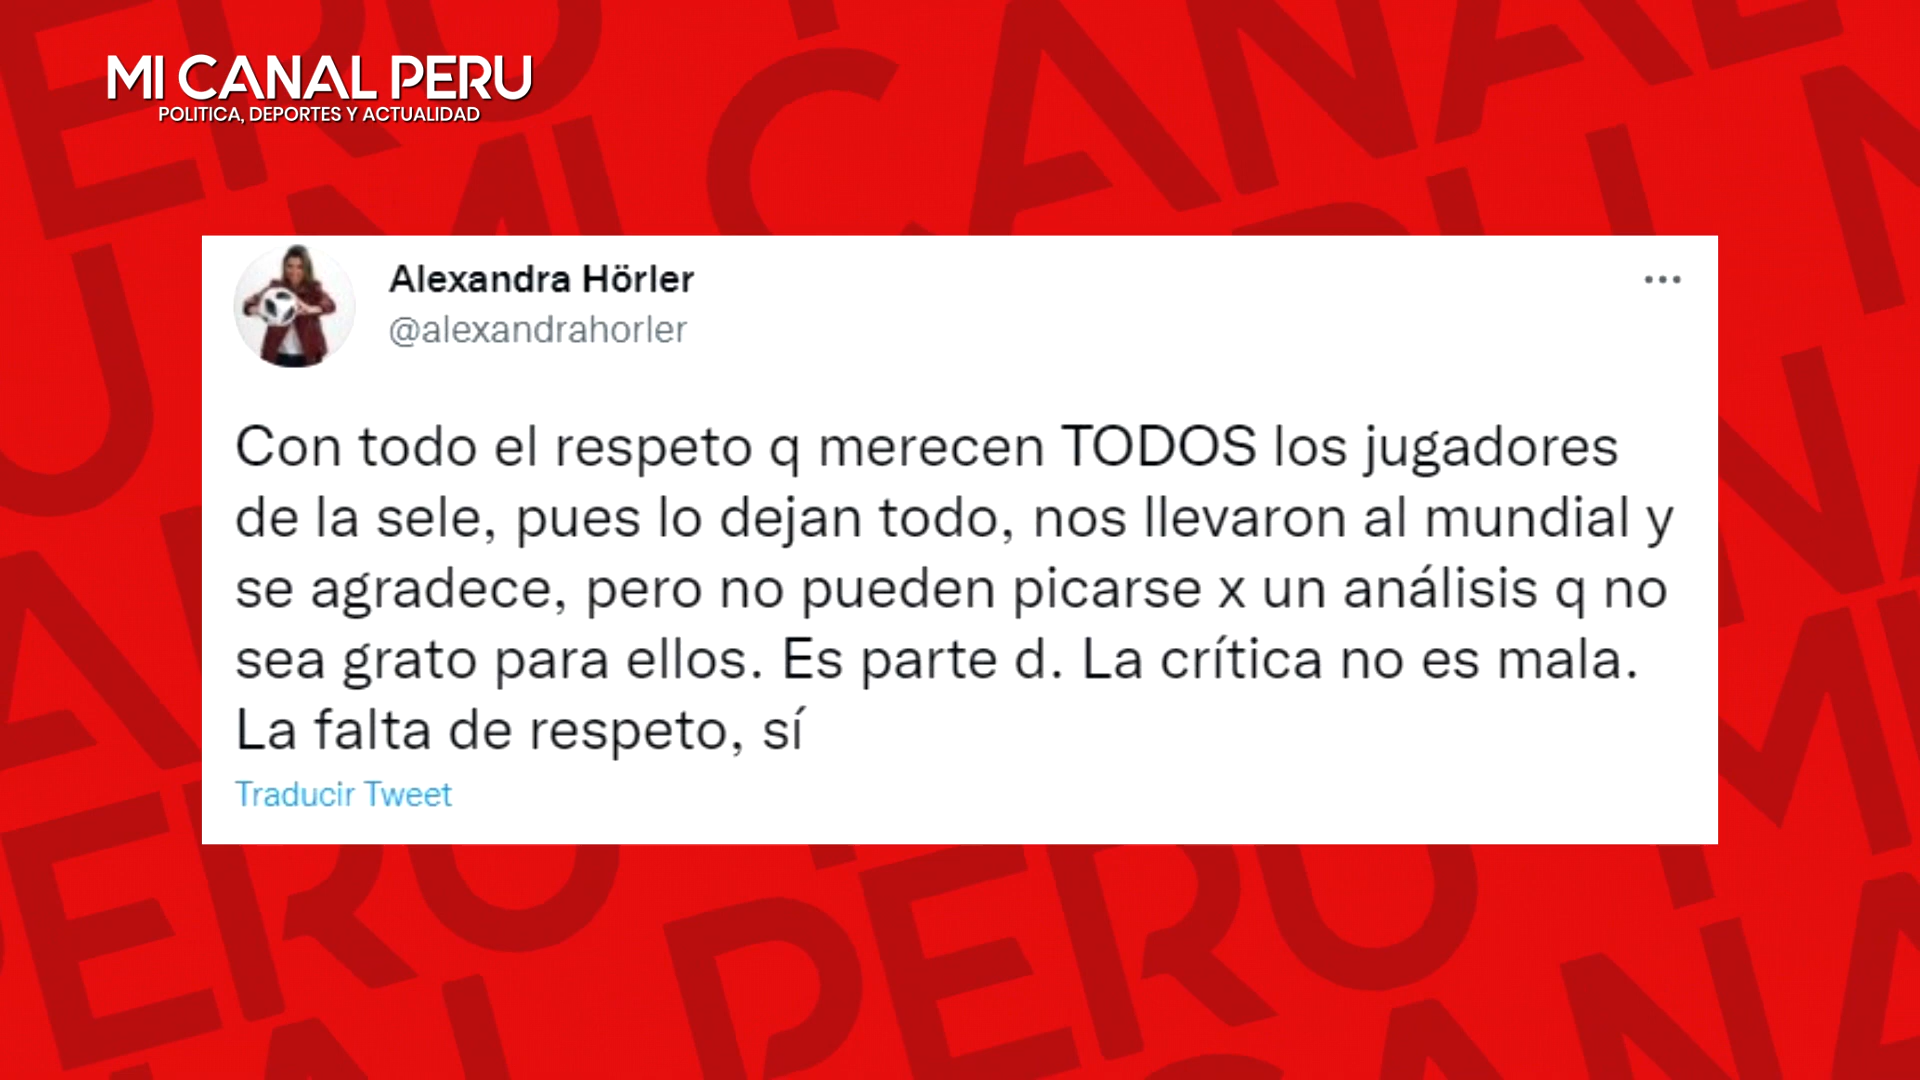 MI CANAL PERU
POLITICA, DEPORTES Y ACTUALIDAD
Alexandra Hörler
@alexandrahorler
Con todo el respeto q merecen TODOS los jugadores
de la sele, pues lo dejan todo, nos llevaron al mundial y
se agradece, pero no pueden picarse x un análisis q no
sea grato para ellos. Es parte d. La crítica no es mala.
La falta de respeto, sí
Traducir Tweet